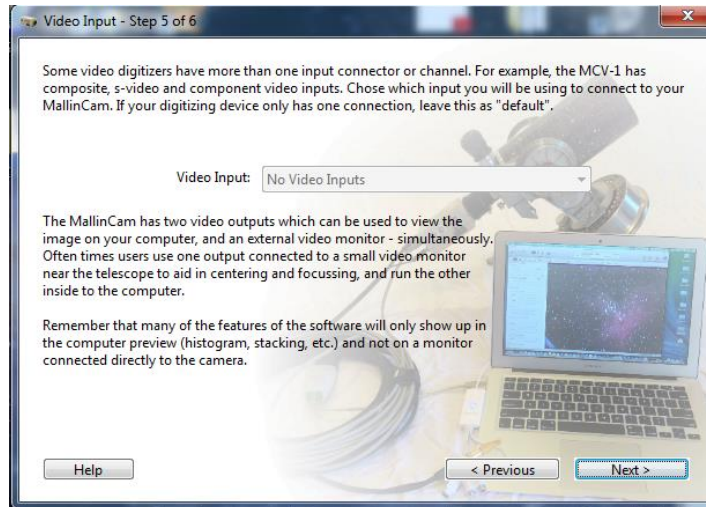 Video Input - Step 5 of 6
x
Some video digitizers have more than one input connector or channel. For example, the MCV-1 has
composite, s-video and component video inputs. Chose which input you will be using to connect to your
MallinCam. If your digitizing device only has one connection, leave this as "default".
Video Input: No Video Inputs
The MallinCam has two video outputs which can be used to view the
image on your computer, and an external video monitor - simultaneously.
Often times users use one output connected to a small video monitor
near the telescope to aid in centering and focussing, and run the other
inside to the computer.
Remember that many of the features of the software will only show up in
the computer preview (histogram, stacking, etc.) and not on a monitor
connected directly to the camera.
Help < Previous Next >